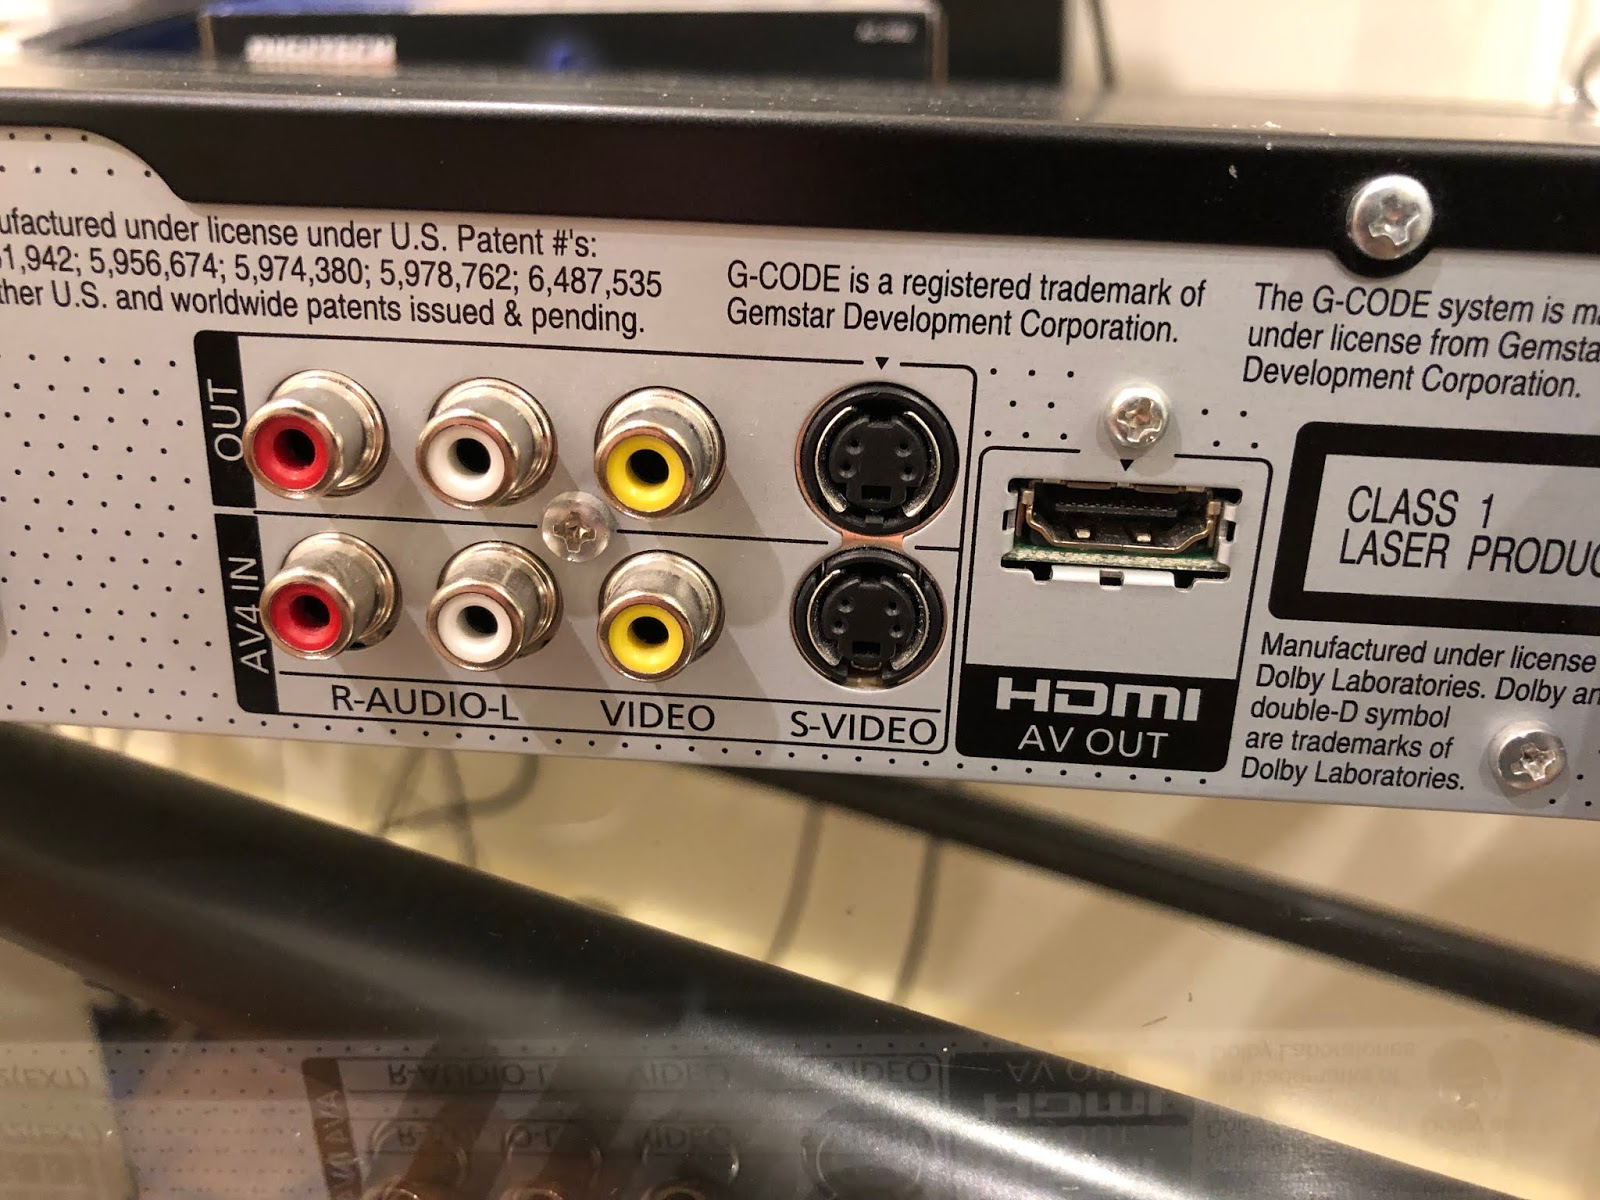 ufactured under license under U.S. Patent #'s:
1,942; 5,956,674; 5,974,380; 5,978,762; 6,487,535
ther U.S. and worldwide patents issued & pending.
G-CODE is a registered trademark of
Gemstar Development Corporation.
The G-CODE system is ma
under license from Gemsta
Development Corporation.
OUT
AV4 IN
R-AUDIO-L
VIDEO
S-VIDEO
HDMI
AV OUT
CLASS 1
LASER PRODUC
Manufactured under license
Dolby Laboratories. Dolby an
double-D symbol
are trademarks of
Dolby Laboratories.